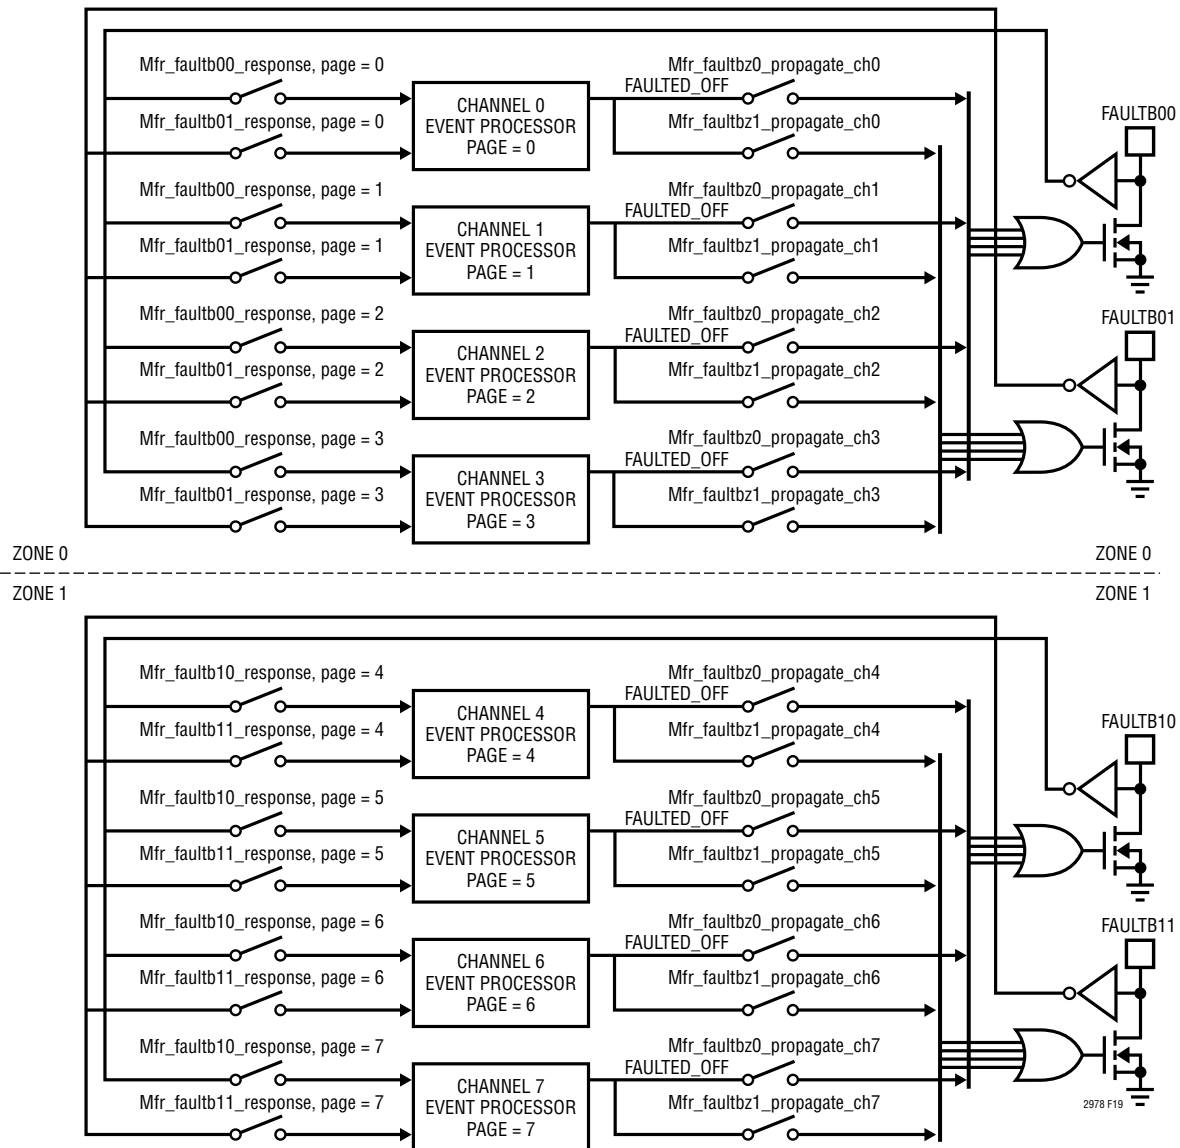 Mfr_faultb00_response, page = 0
Mfr_faultbz0_propagate_ch0
FAULTED_OFF
CHANNEL 0
EVENT PROCESSOR
PAGE = 0
Mfr_faultb01_response, page = 0
Mfr_faultbz1_propagate_ch0
FAULTB00
Mfr_faultb00_response, page = 1
Mfr_faultbz0_propagate_ch1
FAULTED_OFF
CHANNEL 1
EVENT PROCESSOR
PAGE = 1
Mfr_faultb01_response, page = 1
Mfr_faultbz1_propagate_ch1
Mfr_faultb00_response, page = 2
Mfr_faultbz0_propagate_ch2
FAULTB01
FAULTED_OFF
CHANNEL 2
EVENT PROCESSOR
PAGE = 2
Mfr_faultb01_response, page = 2
Mfr_faultbz1_propagate_ch2
Mfr_faultb00_response, page = 3
Mfr_faultbz0_propagate_ch3
FAULTED_OFF
CHANNEL 3
EVENT PROCESSOR
PAGE = 3
Mfr_faultb01_response, page = 3
Mfr_faultbz1_propagate_ch3
ZONE 0
ZONE 0
ZONE 1
ZONE 1
Mfr_faultb10_response, page = 4
Mfr_faultbz0_propagate_ch4
FAULTED_OFF
CHANNEL 4
EVENT PROCESSOR
PAGE = 4
Mfr_faultb11_response, page = 4
Mfr_faultbz1_propagate_ch4
FAULTB10
Mfr_faultb10_response, page = 5
Mfr_faultbz0_propagate_ch5
FAULTED_OFF
CHANNEL 5
EVENT PROCESSOR
PAGE = 5
Mfr_faultb11_response, page = 5
Mfr_faultbz1_propagate_ch5
Mfr_faultb10_response, page = 6
Mfr_faultbz0_propagate_ch6
FAULTB11
FAULTED_OFF
CHANNEL 6
EVENT PROCESSOR
PAGE = 6
Mfr_faultb11_response, page = 6
Mfr_faultbz1_propagate_ch6
Mfr_faultb10_response, page = 7
Mfr_faultbz0_propagate_ch7
FAULTED_OFF
CHANNEL 7
EVENT PROCESSOR
PAGE = 7
Mfr_faultb11_response, page = 7
Mfr_faultbz1_propagate_ch7
2978 F19